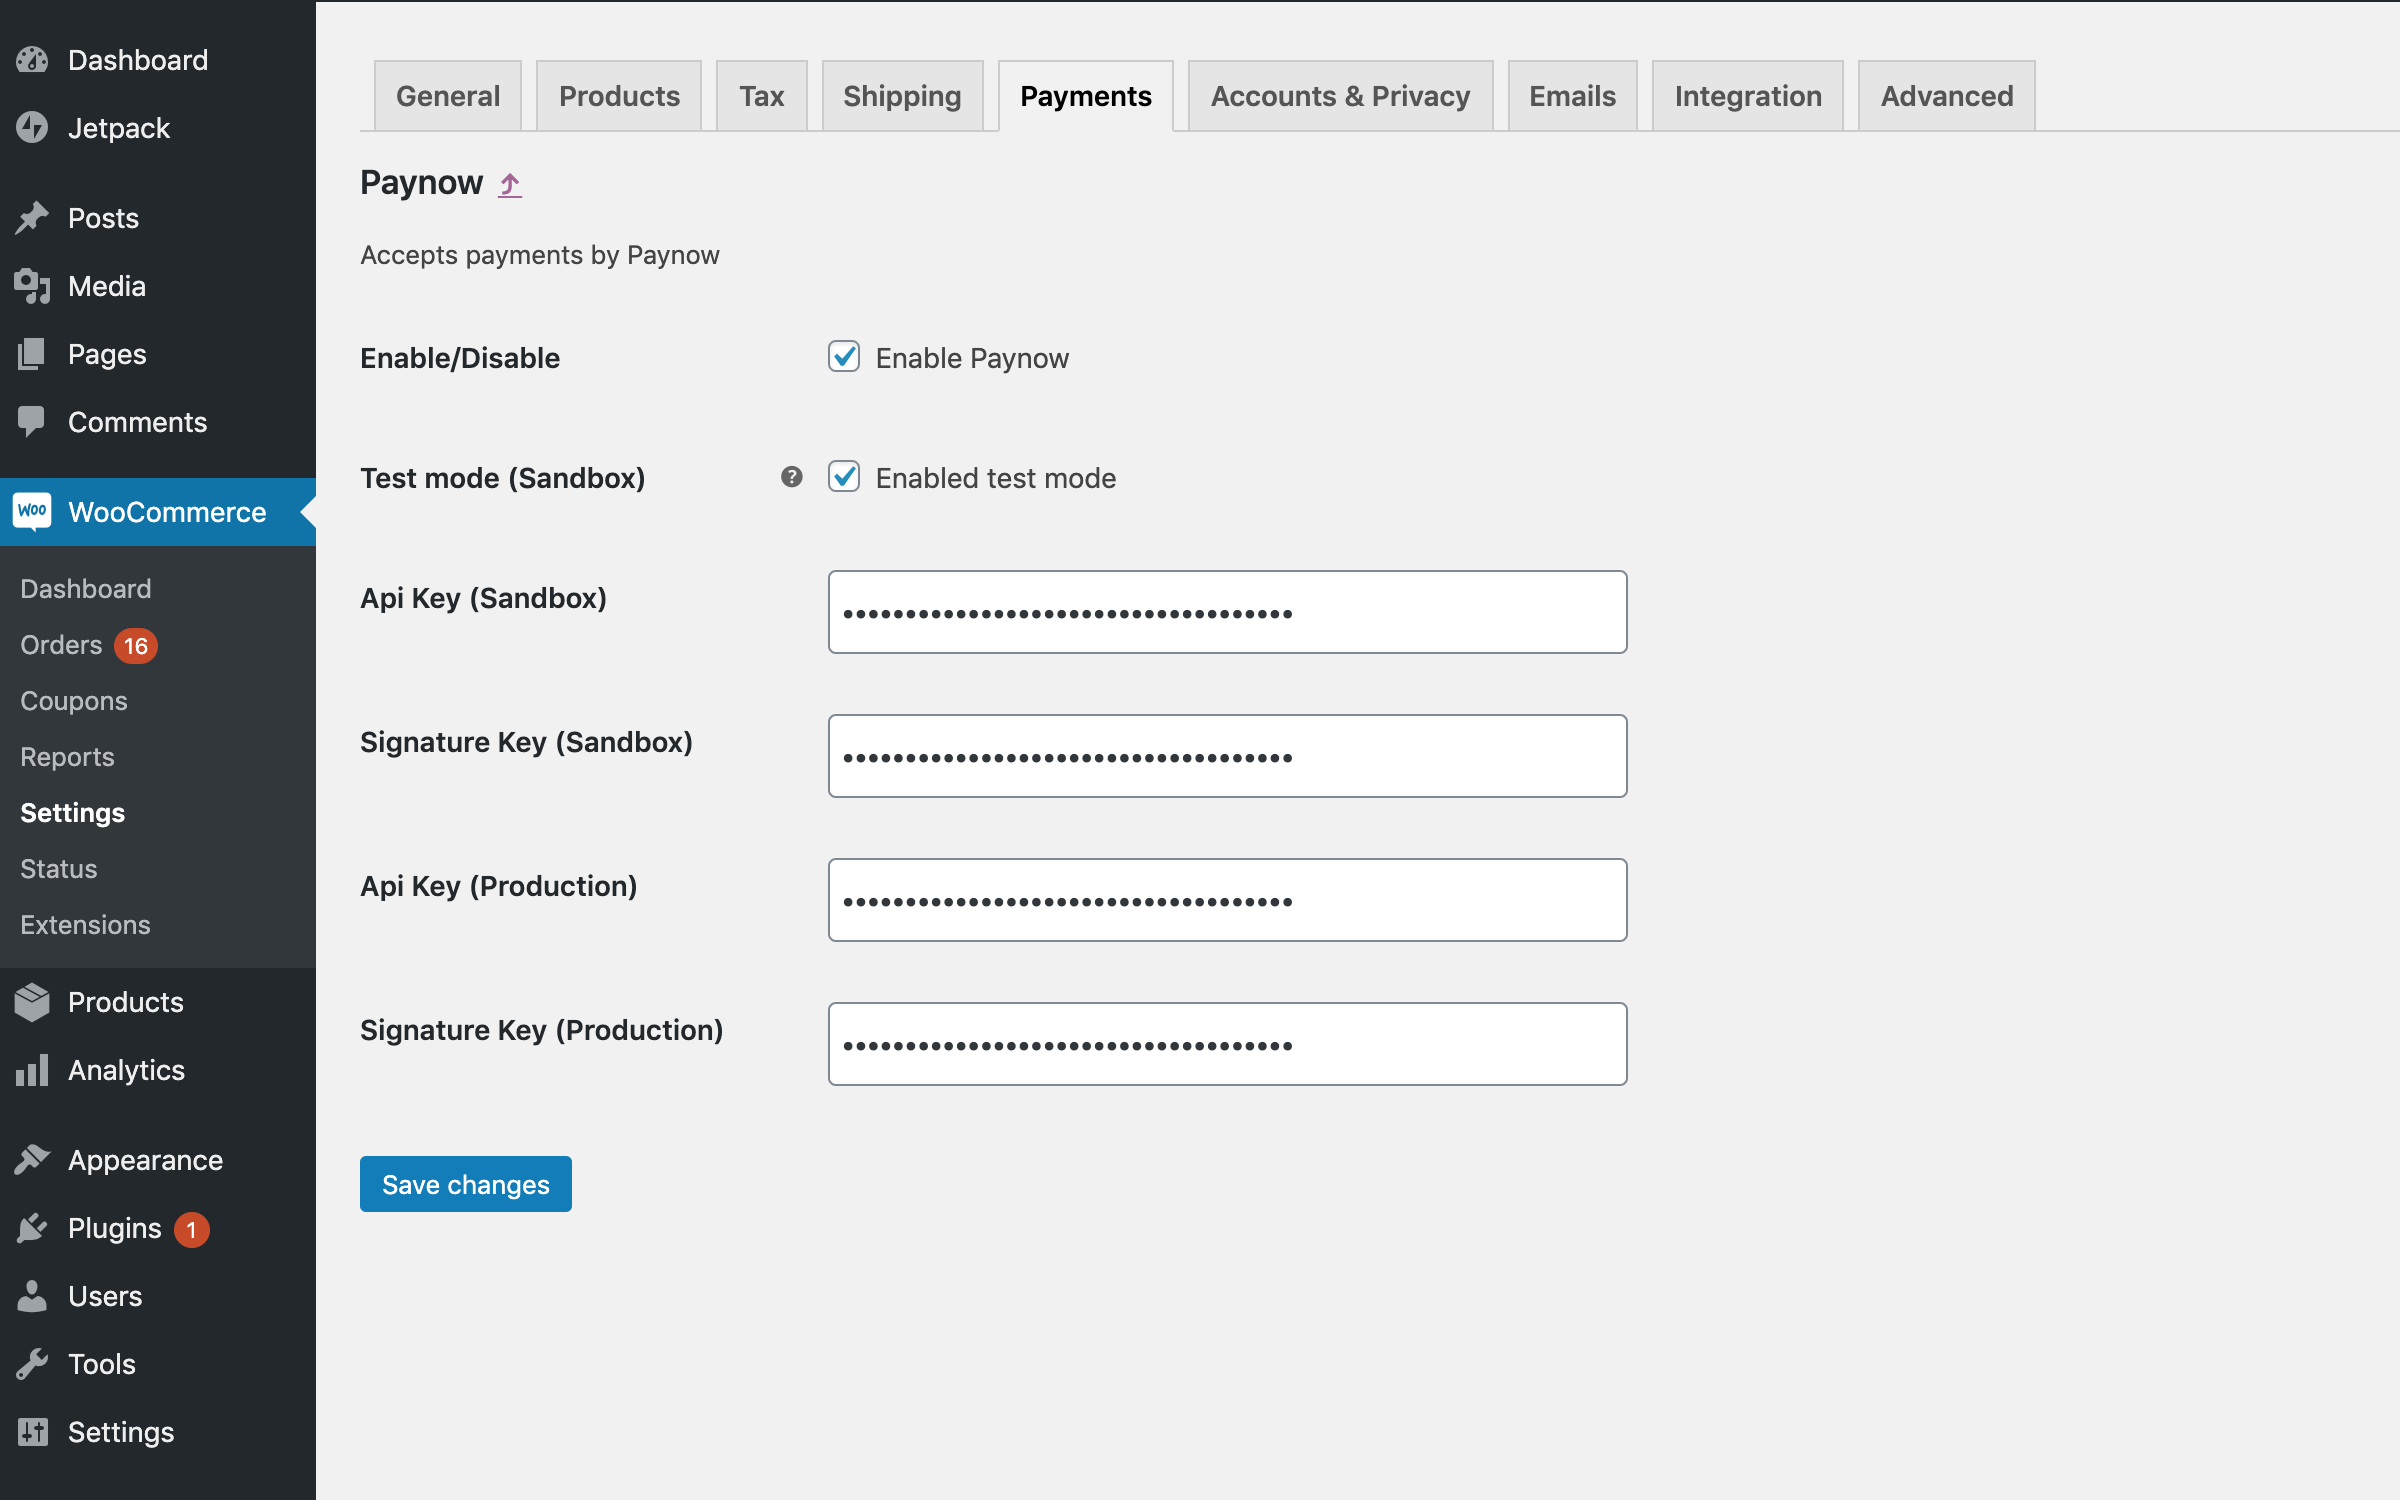 Dashboard
Jetpack
Posts
Media
Pages
Comments
Woo WooCommerce
Dashboard
Orders 16
Coupons
Reports
Settings
Status
Extensions
Products
Analytics
Appearance
Plugins 1
Users
Tools
Settings
General Products Tax Shipping Payments Accounts & Privacy Emails Integration Advanced
Paynow ⤴
Accepts payments by Paynow
Enable/Disable Enable Paynow
Test mode (Sandbox) ? Enabled test mode
Api Key (Sandbox) ••••••••••••••••••••••••••••••••••••
Signature Key (Sandbox) ••••••••••••••••••••••••••••••••••••
Api Key (Production) ••••••••••••••••••••••••••••••••••••
Signature Key (Production) ••••••••••••••••••••••••••••••••••••
Save changes